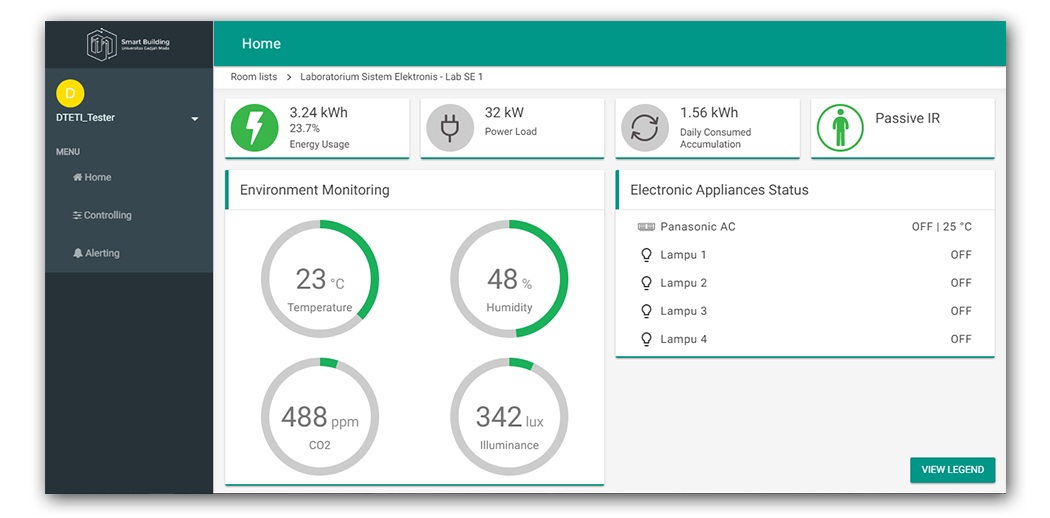 Smart Building
Universitas Gadjah Mada
Home
Room lists > Laboratorium Sistem Elektronis - Lab SE 1
D
DTETI_Tester
MENU
Home
Controlling
Alerting
3.24 kWh
23.7%
Energy Usage
32 kW
Power Load
1.56 kWh
Daily Consumed
Accumulation
Passive IR
Environment Monitoring
23 °C
Temperature
48 %
Humidity
488 ppm
CO2
342 lux
Illuminance
Electronic Appliances Status
Panasonic AC OFF | 25 °C
Lampu 1 OFF
Lampu 2 OFF
Lampu 3 OFF
Lampu 4 OFF
VIEW LEGEND